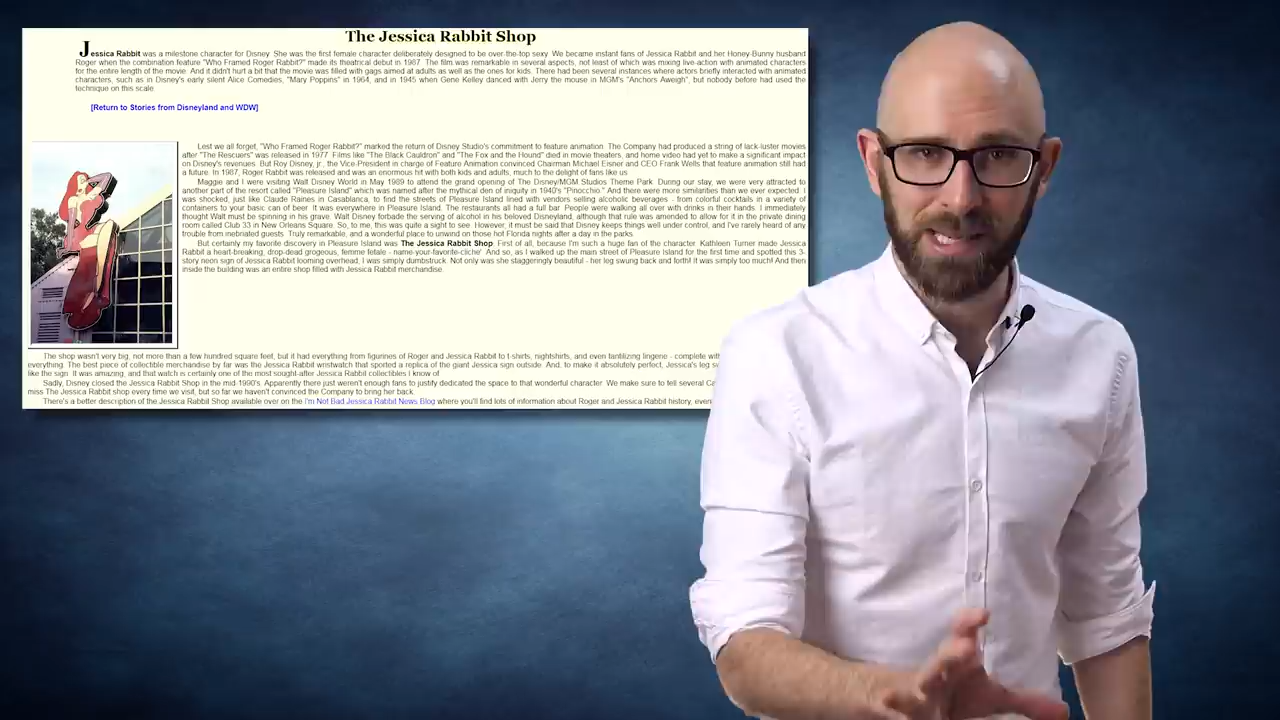 The Jessica Rabbit Shop
Jessica Rabbit was a milestone character for Disney. She was the first female character deliberately designed to be over-the-top sexy. We became instant fans of Jessica Rabbit and her Honey-Bunny husband
Roger when the combination feature "Who Framed Roger Rabbit?" made its theatrical debut in 1987. The film was remarkable in several aspects, not least of which was mixing live-action with animated characters
for the entire length of the movie. And it didn't hurt a bit that the movie was filled with gags aimed at adults as well as the ones for kids. There had been several instances where actors briefly interacted with animated
characters, such as in Disney's early silent Alice Comedies, "Mary Poppins" in 1964, and in 1945 when Gene Kelley danced with Jerry the mouse in MGM's "Anchors Aweigh", but nobody before had used the
technique on this scale.
[Return to Stories from Disneyland and WDW]
Lest we all forget, "Who Framed Roger Rabbit?" marked the return of Disney Studio's commitment to feature animation. The Company had produced a string of lack-luster movies
after "The Rescuers" was released in 1977. Films like "The Black Cauldron" and "The Fox and the Hound" died in movie theaters, and home video had yet to make a significant impact
on Disney's revenues. But Roy Disney, jr., the Vice-President in charge of Feature Animation convinced Chairman Michael Eisner and CEO Frank Wells that feature animation still had
a future. In 1987, Roger Rabbit was released and was an enormous hit with both kids and adults, much to the delight of fans like us.
Maggie and I were visiting Walt Disney World in May 1989 to attend the grand opening of The Disney/MGM Studios Theme Park. During our stay, we were very attracted to
another part of the resort called "Pleasure Island" which was named after the mythical den of iniquity in 1940's "Pinocchio." And there were more similarities than we ever expected. I
was shocked, just like Claude Raines in Casablanca, to find the streets of Pleasure Island lined with vendors selling alcoholic beverages - from colorful cocktails in a variety of
containers to your basic can of beer. It was everywhere in Pleasure Island. The restaurants all had a full bar. People were walking all over with drinks in their hands. I immediately
thought Walt must be spinning in his grave. Walt Disney forbade the serving of alcohol in his beloved Disneyland, although that rule was amended to allow for it in the private dining
room called Club 33 in New Orleans Square. So, to me, this was quite a sight to see. However, it must be said that Disney keeps things well under control, and I've rarely of any
trouble from inebriated guests. Truly remarkable, and a wonderful place to unwind on those hot Florida nights after a day in the parks.
But certainly my favorite discovery in Pleasure Island was The Jessica Rabbit Shop. First of all, because I'm such a huge fan of the character. Kathleen Turner made Jessica
Rabbit a heart-breaking, drop-dead grogeous, femme fetale - name-your-favorite-cliche'. And so, as I walked up the main street of Pleasure Island for the first time and spotted this 3-
story neon sign of Jessica Rabbit looming overhead, I was simply dumbstruck. Not only was she staggeringly beautiful - her leg swung back and forth! It was simply too much! And then
inside the building was an entire shop filled with Jessica Rabbit merchandise.
The shop wasn't very big, not more than a few hundred square feet, but it had everything from figurines of Roger and Jessica Rabbit to t-shirts, nightshirts, and even tantilizing lingerie - complete with
everything. The best piece of collectible merchandise by far was the Jessica Rabbit wristwatch that sported a replica of the giant Jessica sign outside. And, to make it absolutely perfect, Jessica's leg
like the sign. It was amazing, and that watch is certainly one of the most sought-after Jessica Rabbit collectibles I know of.
Sadly, Disney closed the Jessica Rabbit Shop in the mid-1990's. Apparently there just weren't enough fans to justify dedicated the space to that wonderful character. We make sure to tell several
miss The Jessica Rabbit shop every time we visit, but so far we haven't convinced the Company to bring her back.
There's a better description of the Jessica Rabbit Shop available over on the I'm Not Bad Jessica Rabbit News Blog where you'll find lots of information about Roger and Jessica Rabbit history,